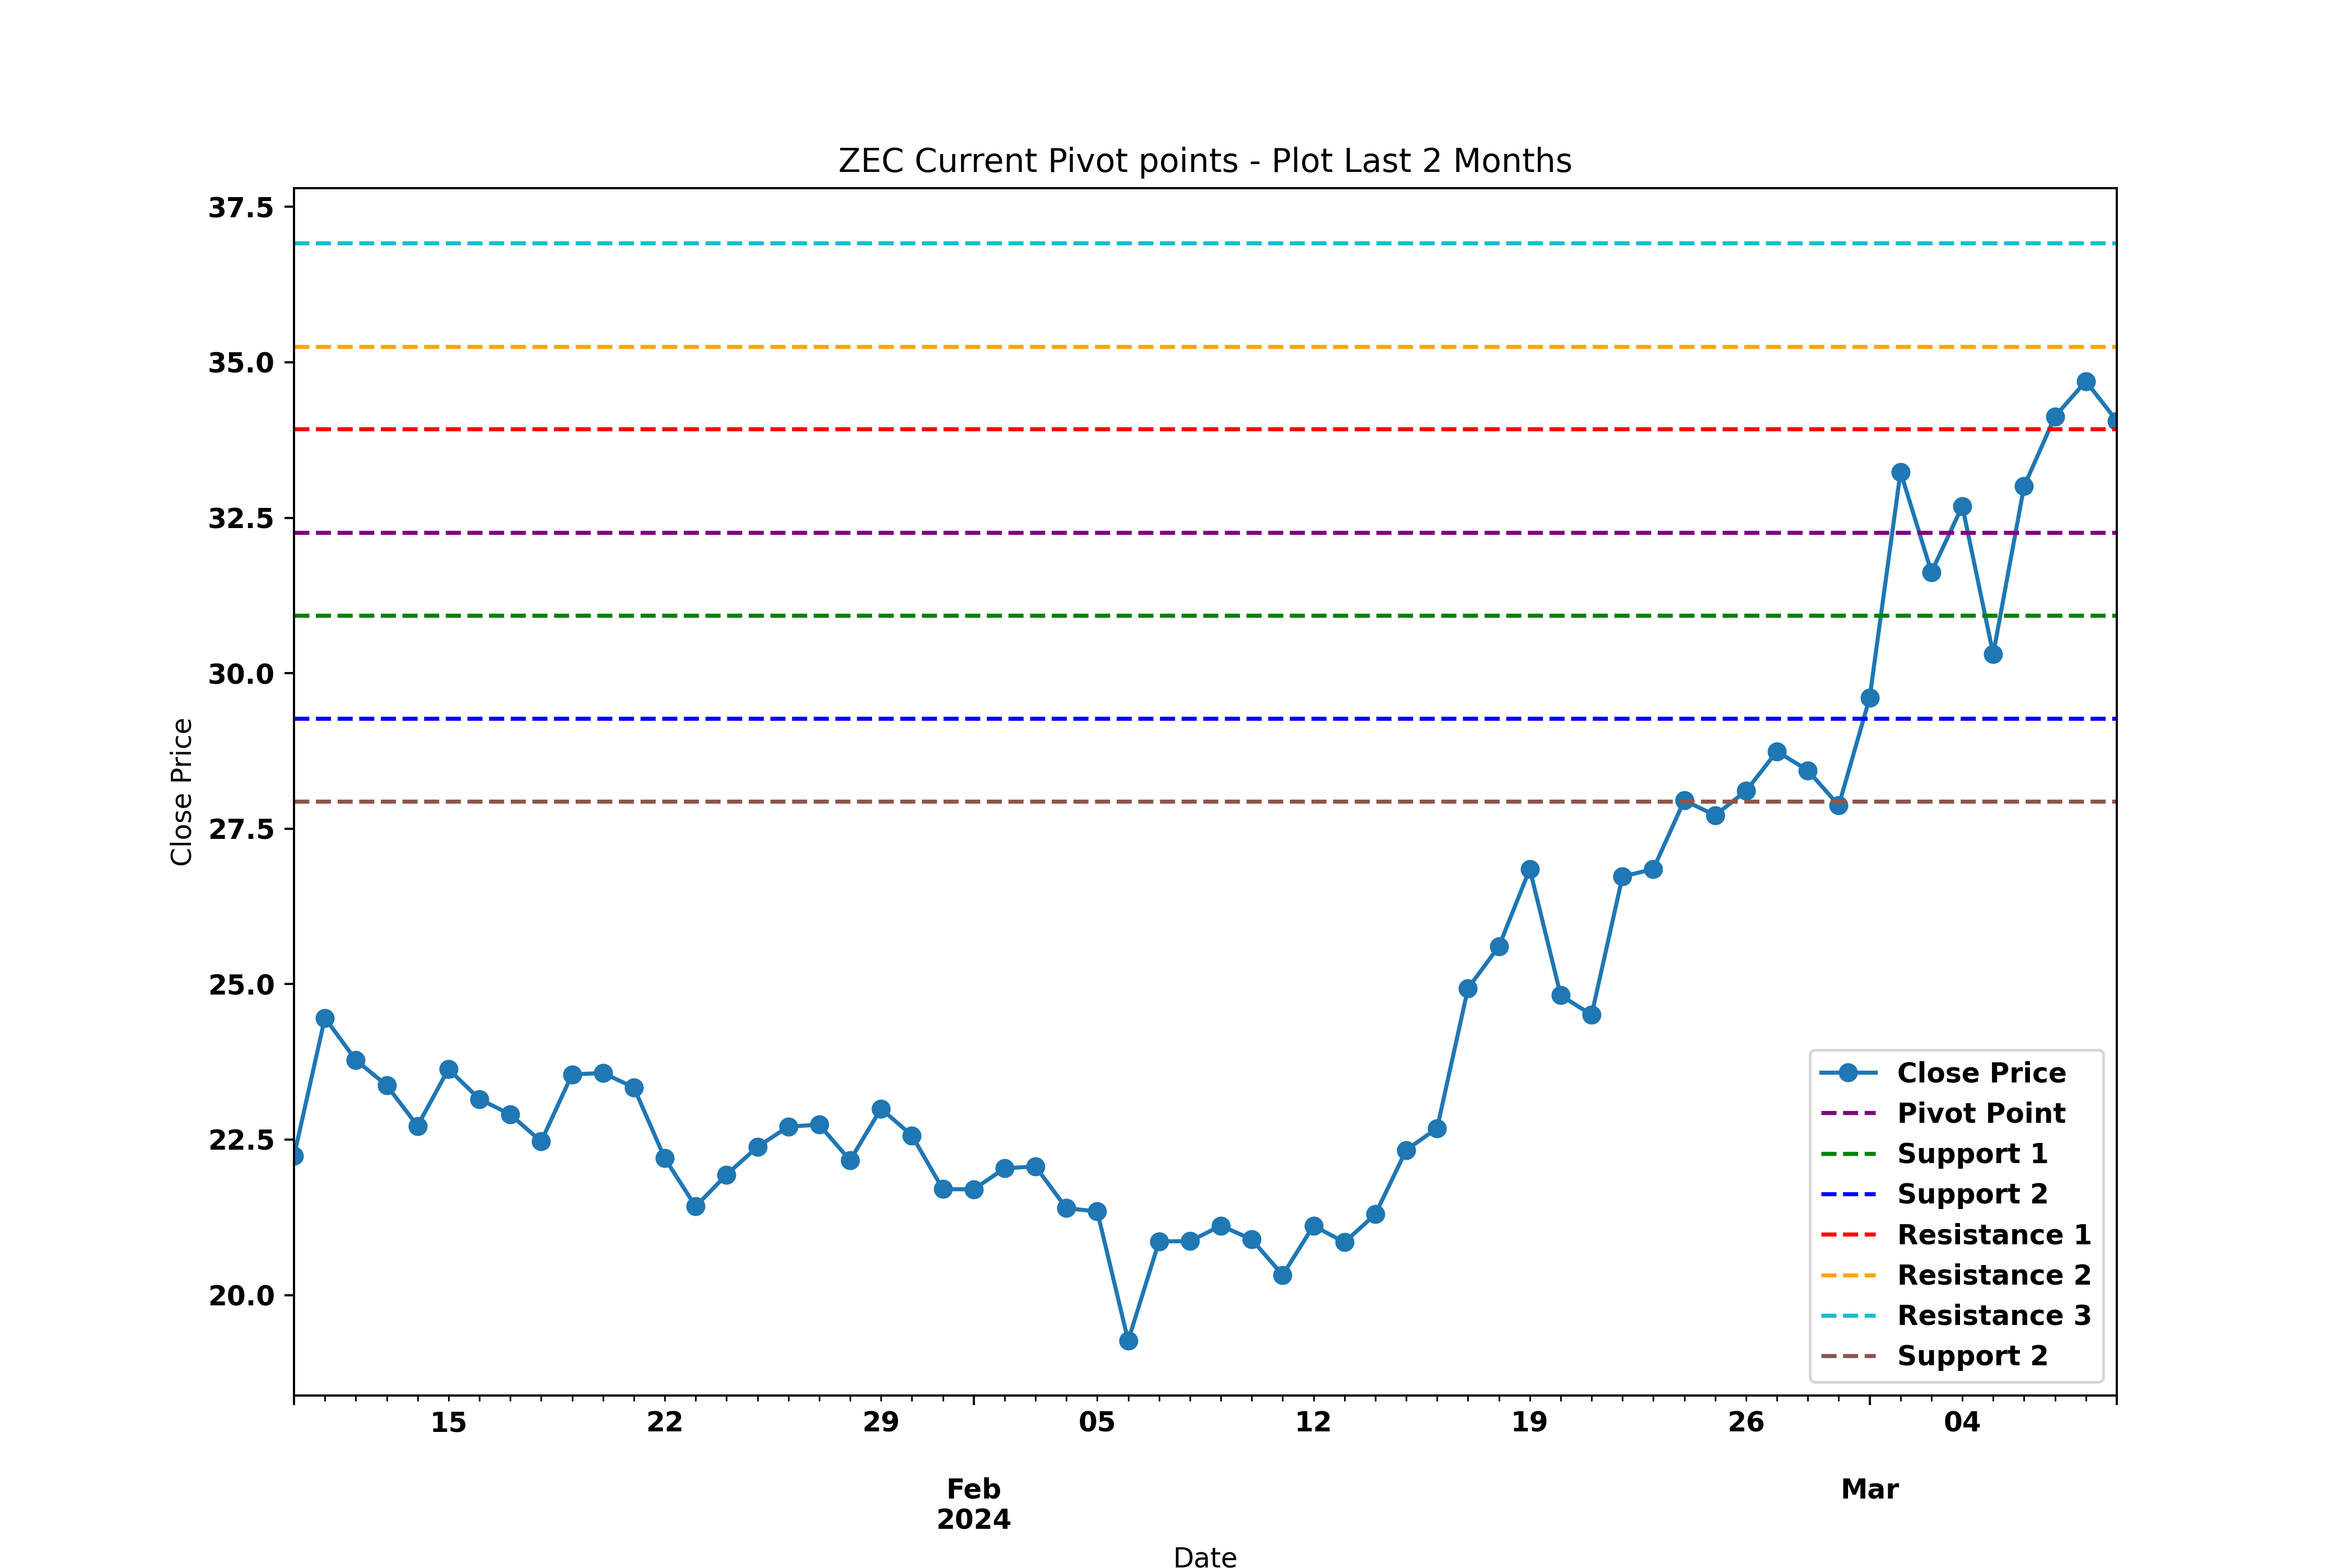 ZEC Current Pivot points - Plot Last 2 Months
37.5
35.0
32.5
30.0
27.5
25.0
22.5
20.0
Close Price
Close Price
Pivot Point
Support 1
Support 2
Resistance 1
Resistance 2
Resistance 3
Support 2
15 22 29 05 12 19 26 04
Feb Mar
2024
Date